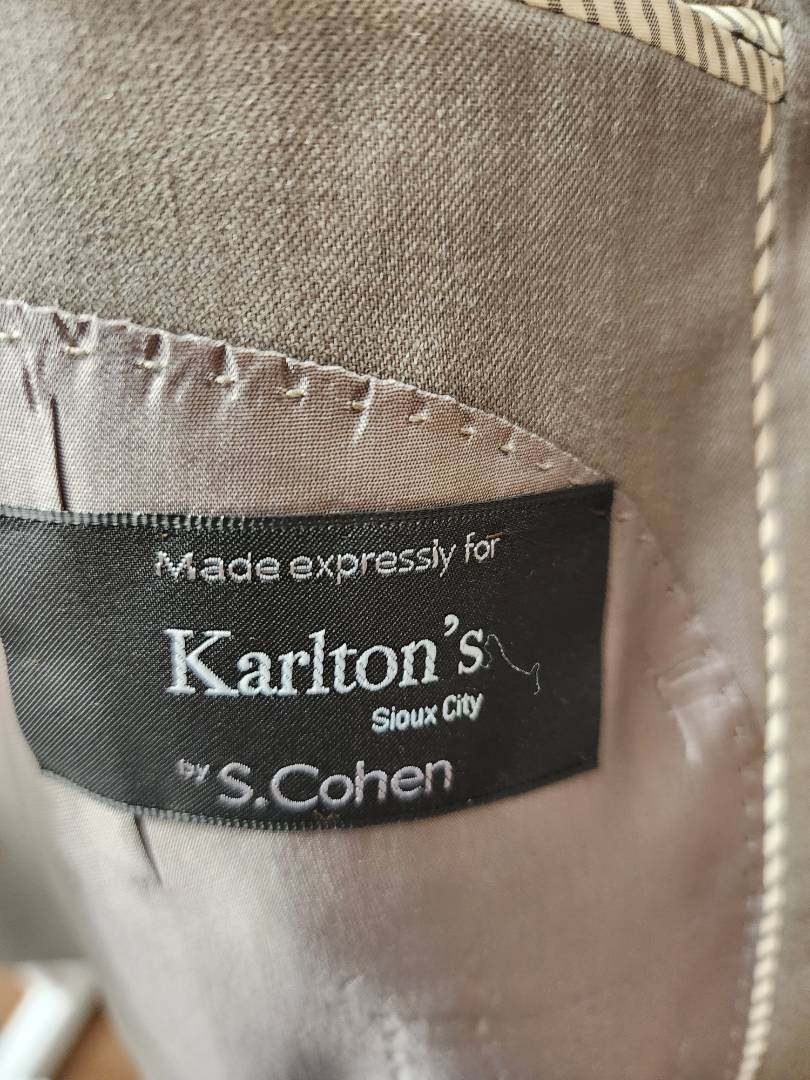 Made expressly for
Karlton's
Sioux City
by S.Cohen